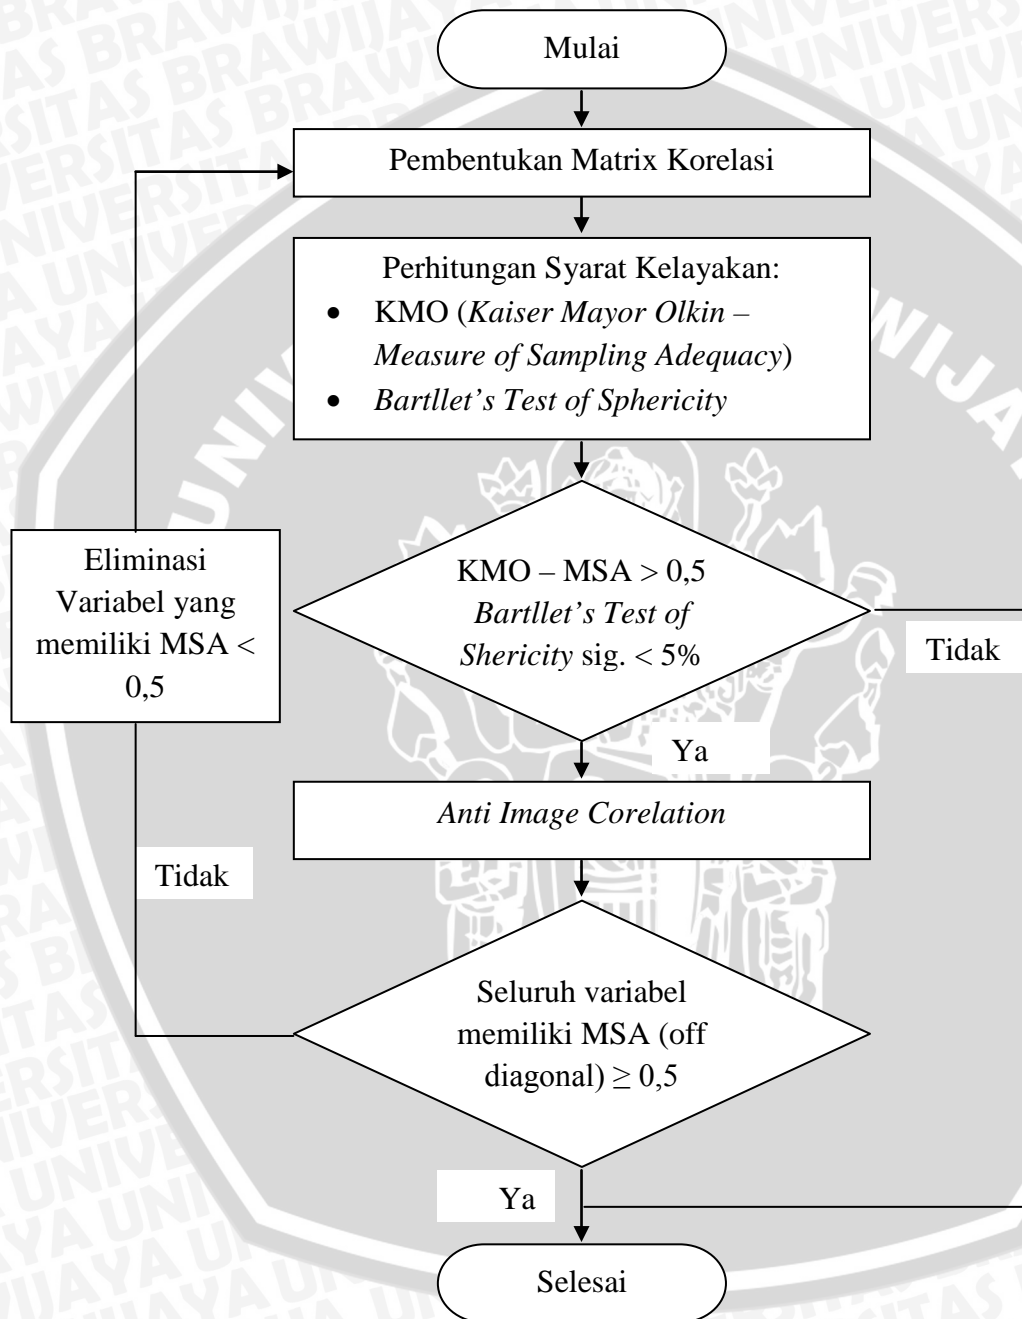 Mulai
Pembentukan Matrix Korelasi
Perhitungan Syarat Kelayakan:
• KMO (Kaiser Mayor Olkin –
Measure of Sampling Adequacy)
• Bartllet's Test of Sphericity
KMO – MSA > 0,5
Bartllet's Test of
Shericity sig. < 5%
Tidak
Ya
Eliminasi
Variabel yang
memiliki MSA <
0,5
Anti Image Corelation
Tidak
Seluruh variabel
memiliki MSA (off
diagonal) ≥ 0,5
Ya
Selesai